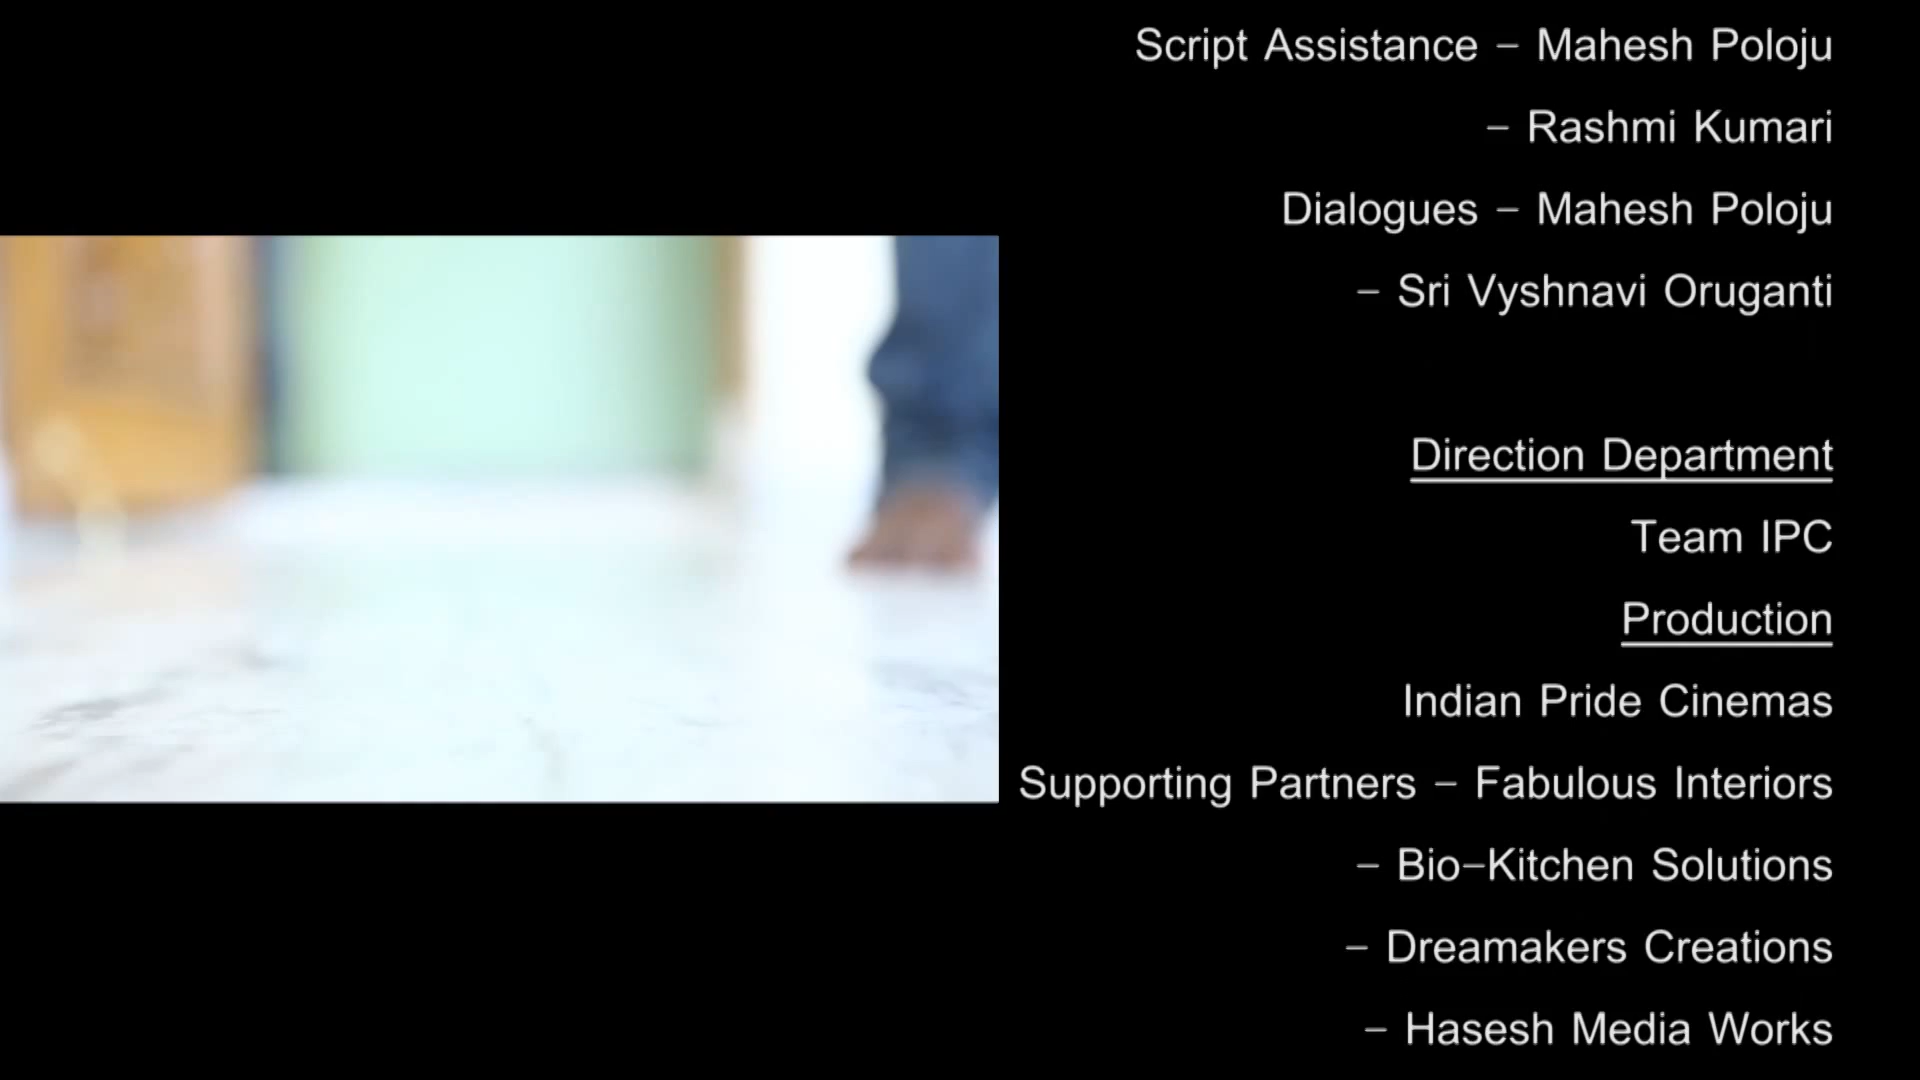 Script Assistance - Mahesh Poloju
- Rashmi Kumari
Dialogues - Mahesh Poloju
- Sri Vyshnavi Oruganti
Direction Department
Team IPC
Production
Indian Pride Cinemas
Supporting Partners - Fabulous Interiors
- Bio-Kitchen Solutions
- Dreamakers Creations
- Hasesh Media Works